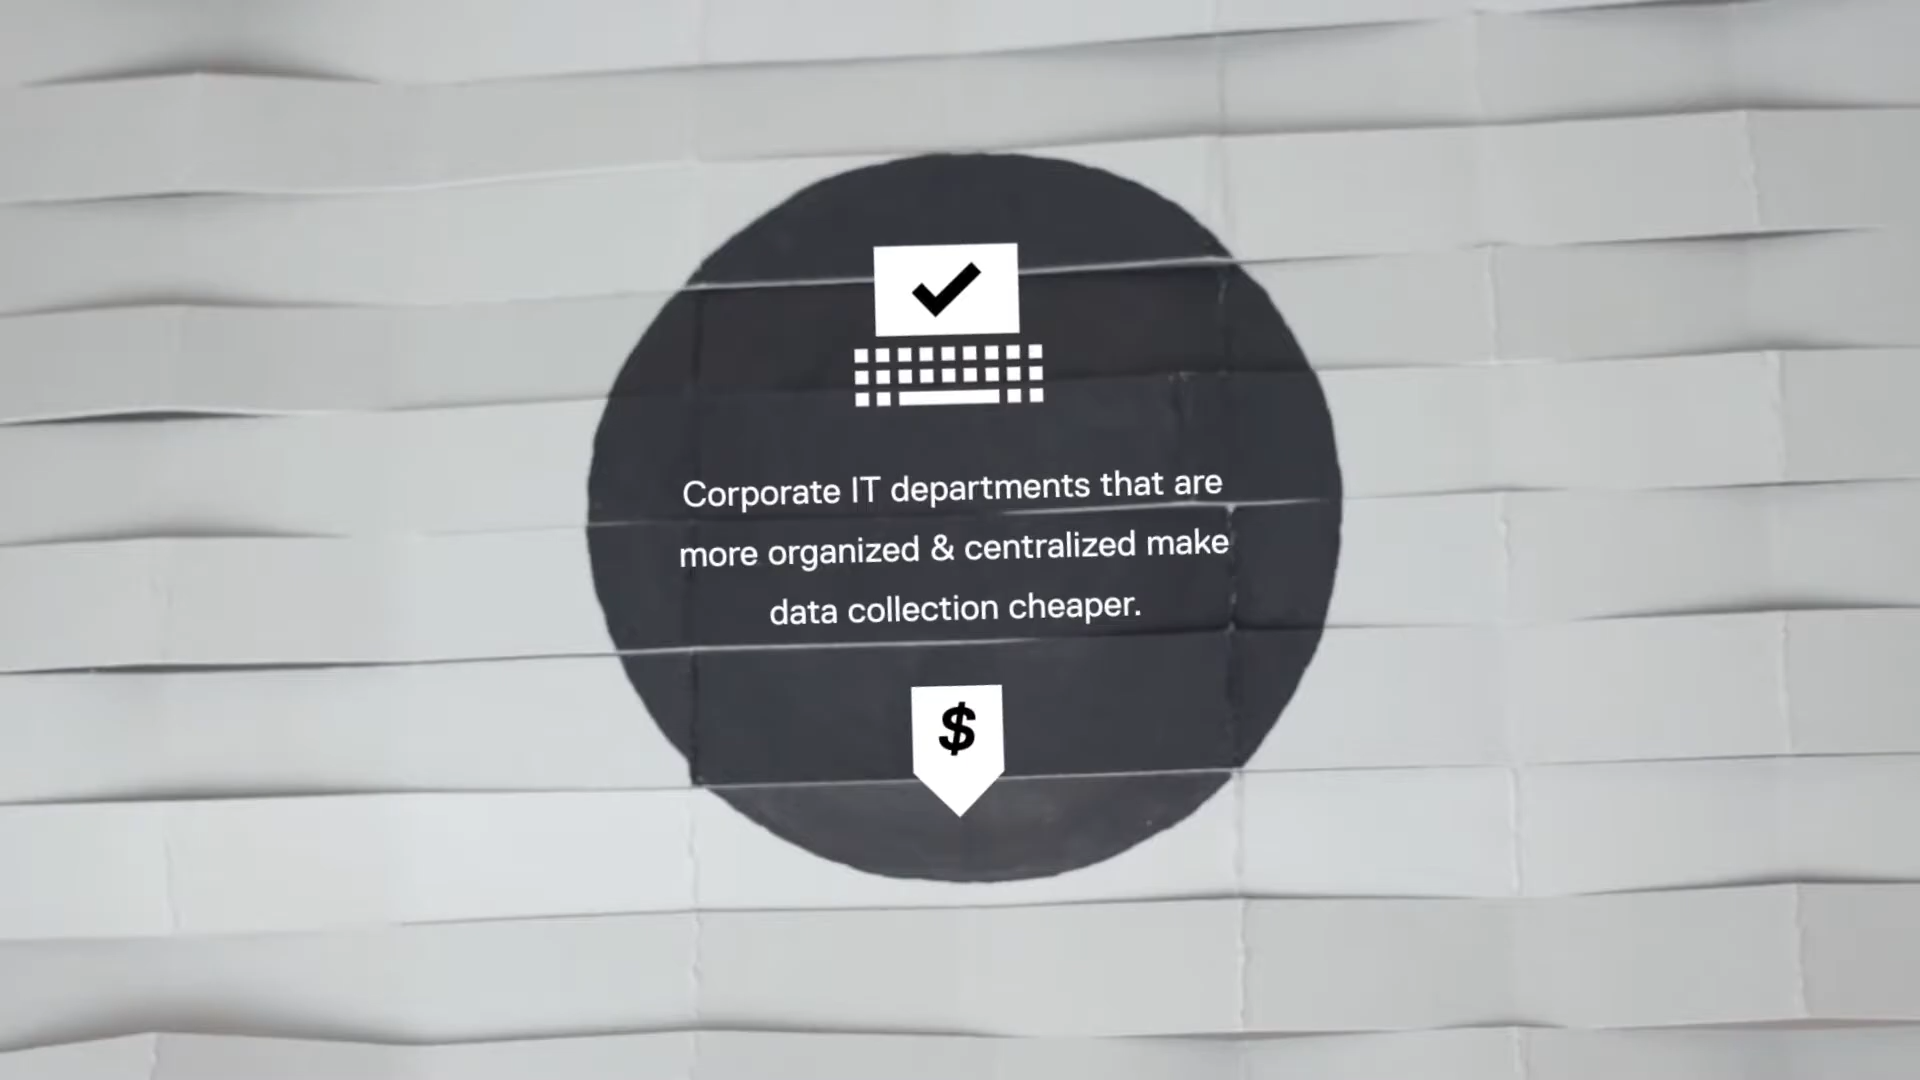 Corporate IT departments that are
more organized & centralized make
data collection cheaper.
$